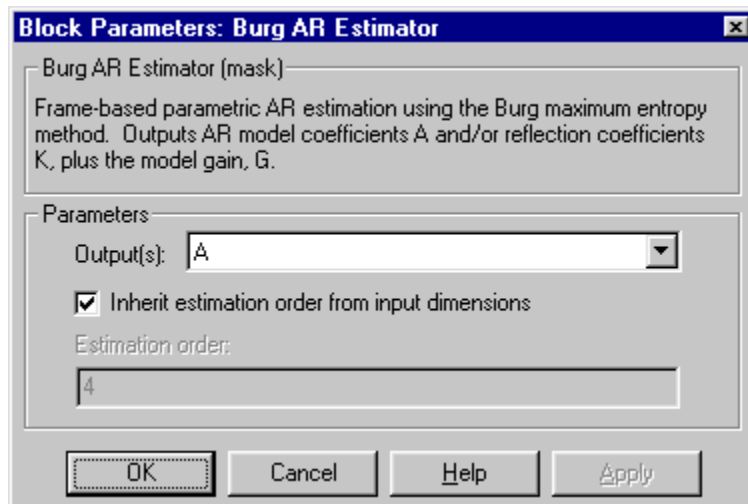 Block Parameters: Burg AR Estimator
Burg AR Estimator (mask)
Frame-based parametric AR estimation using the Burg maximum entropy
method. Outputs AR model coefficients A and/or reflection coefficients
K, plus the model gain, G.
Parameters
Output(s): A
Inherit estimation order from input dimensions
Estimation order:
4
OK Cancel Help Apply